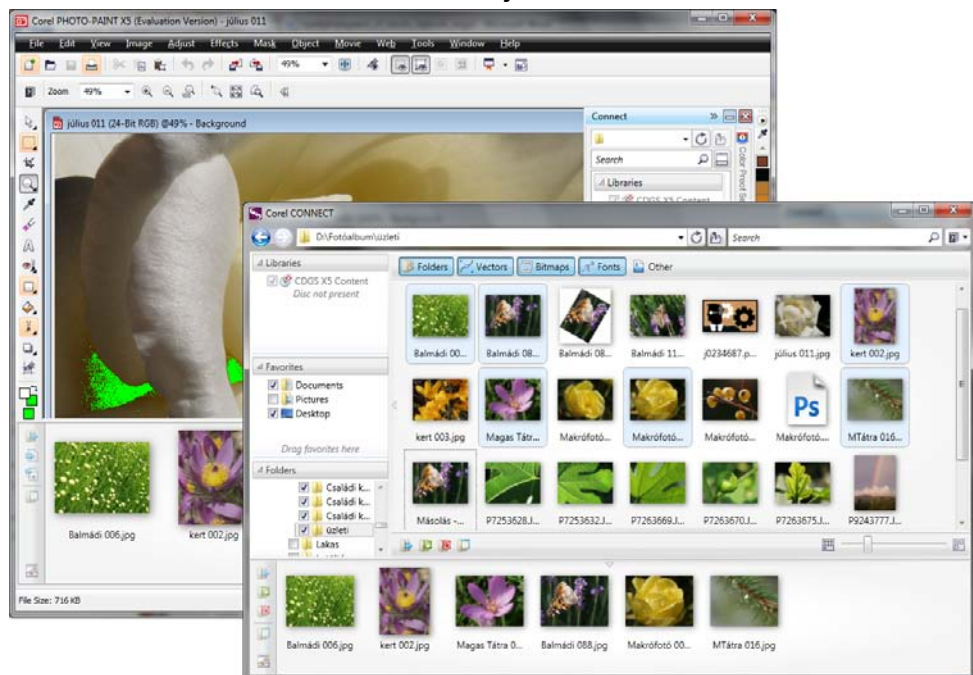 Corel PHOTO-PAINT X5 (Evaluation Version) - július 011
File Edit View Image Adjust Effects Mask Object Movie Web Tools Window Help
49%
Zoom 49%
július 011 (24-Bit RGB) @49% - Background
Connect
Search
Libraries
CDGS X5 Content
Color Proof Se
Balmádi 006.jpg kert 002.jpg
File Size: 716 KB
Corel CONNECT
D:\Fotóalbum\üzleti
Search
Libraries
CDGS X5 Content
Disc not present
Favorites
Documents
Pictures
Desktop
Drag favorites here
Folders
Családi k...
Családi k...
Családi k...
üzleti
Lakas
Folders Vectors Bitmaps Fonts Other
Balmádi 00... Balmádi 08... Balmádi 08... Balmádi 11... j0234687.p... július 011.jpg kert 002.jpg
Ps
kert 003.jpg Magas Tátr... Makrófotó... Makrófotó... Makrófotó... MTátra 016...
Másolás -... P7253628.J... P7253632.J... P7263669.J... P7263670.J... P7263675.J... P9243777.J...
Balmádi 006.jpg kert 002.jpg Magas Tátra 0... Balmádi 088.jpg Makrófotó 00... MTátra 016.jpg